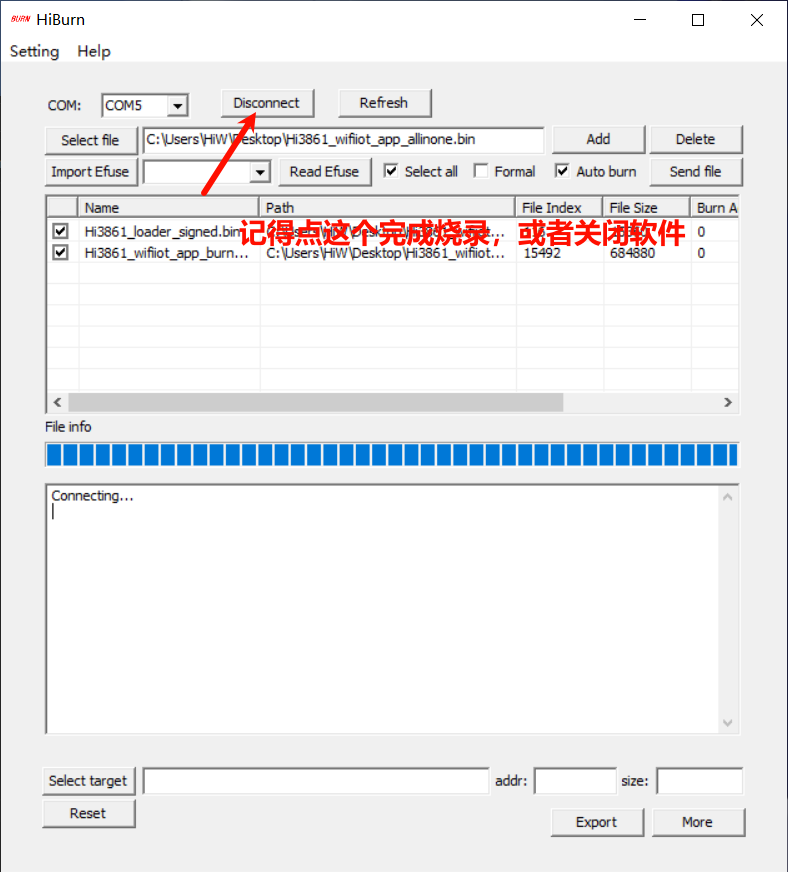 BURN HiBurn
Setting Help
COM: COM5 Disconnect Refresh
Select file C:\Users\HiW\Desktop\Hi3861_wifiiot_app_allinone.bin Add Delete
Import Efuse Read Efuse Select all Formal Auto burn Send file
Name Path File Index File Size Burn A
Hi3861_loader_signed.bin 0
记得点这个完成烧录，或者关闭软件
Hi3861_wifiiot_app_burn... C:\Users\HiW\Desktop\Hi3861_wifiiot... 15492 684880 0
File info
Connecting...
Select target addr: size:
Reset
Export More